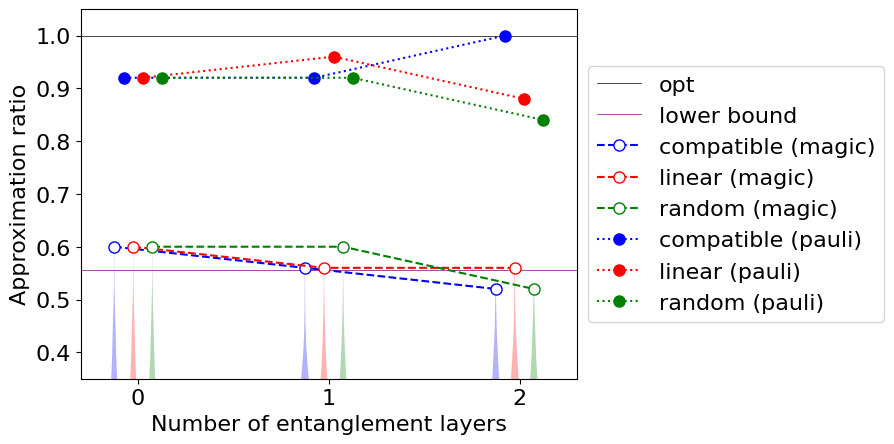 1.0
0.9
0.8
0.7
0.6
0.5
0.4
Approximation ratio
0 1 2
Number of entanglement layers
opt
lower bound
compatible (magic)
linear (magic)
random (magic)
compatible (pauli)
linear (pauli)
random (pauli)